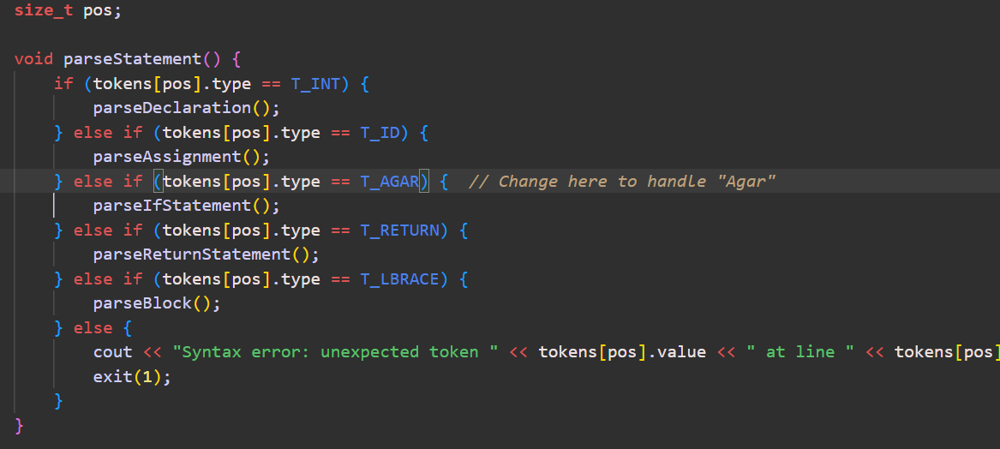 size_t pos;
void parseStatement() {
if (tokens[pos].type == T_INT) {
parseDeclaration();
} else if (tokens[pos].type == T_ID) {
parseAssignment();
} else if (tokens[pos].type == T_AGAR) {  // Change here to handle "Agar"
parseIfStatement();
} else if (tokens[pos].type == T_RETURN) {
parseReturnStatement();
} else if (tokens[pos].type == T_LBRACE) {
parseBlock();
} else {
cout << "Syntax error: unexpected token " << tokens[pos].value << " at line " << tokens[pos]
exit(1);
}
}